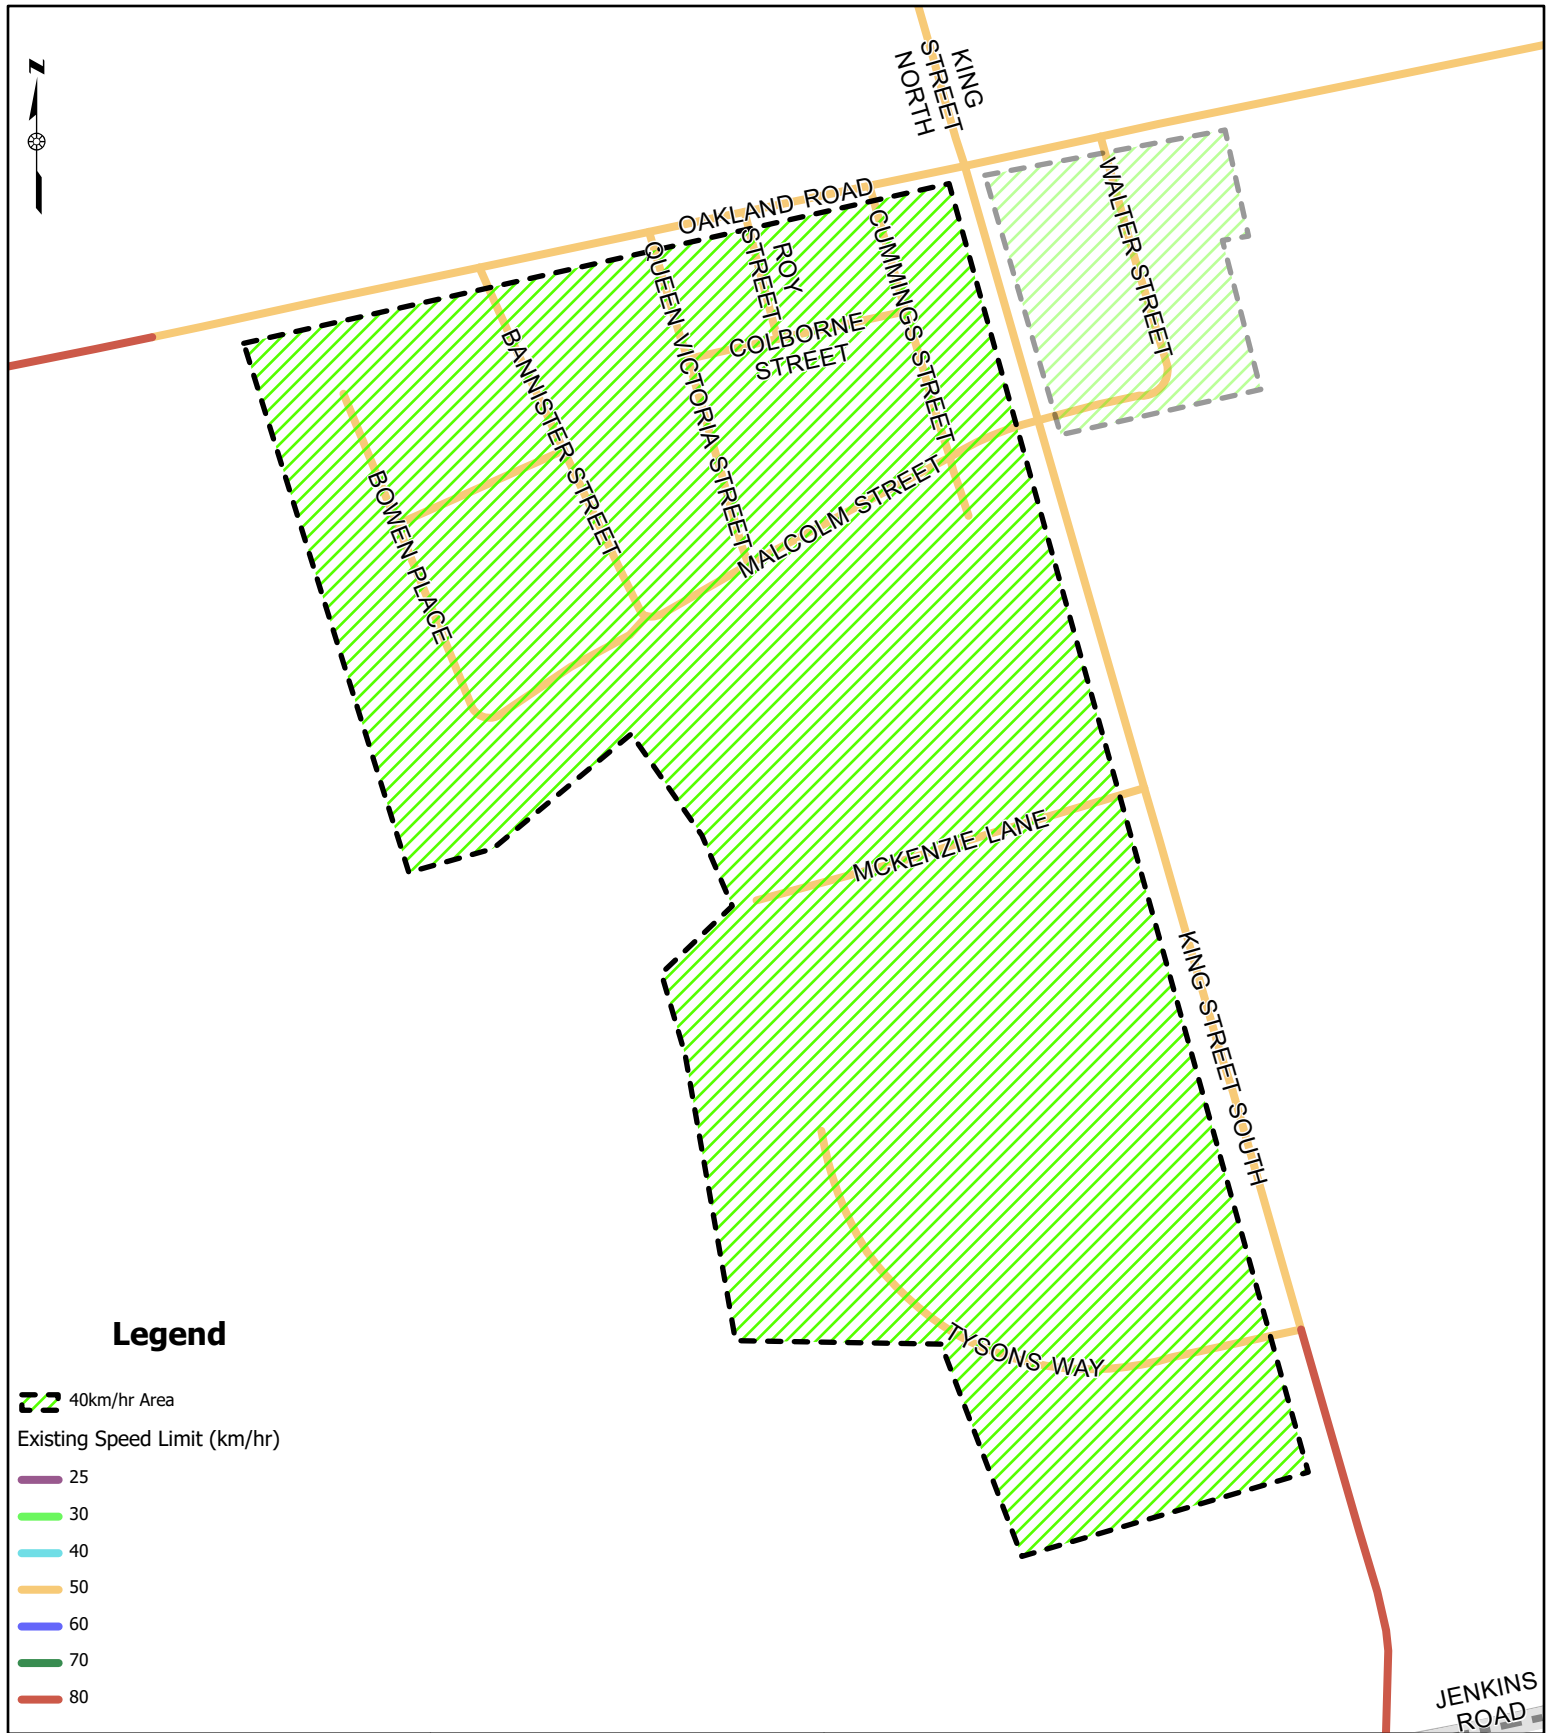 N
KING
STREET
NORTH
OAKLAND ROAD
WALTER STREET
ROY
STREET
CUMMINGS STREET
QUEEN VICTORIA STREET
COLBORNE
STREET
BANNISTER STREET
MALCOLM STREET
BOWEN PLACE
MCKENZIE LANE
KING STREET SOUTH
TYSONS WAY
Legend
40km/hr Area
Existing Speed Limit (km/hr)
25
30
40
50
60
70
80
JENKINS
ROAD